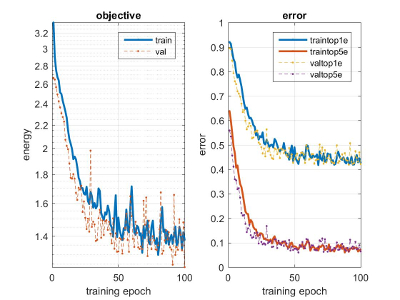 objective
3.2
2.8
2.6
2.4
2.2
2
1.8
1.6
1.4
0
50
100
training epoch
energy
train
val
error
1
0.9
0.8
0.7
0.6
0.5
0.4
0.3
0.2
0.1
0
0
50
100
training epoch
error
traintop1e
traintop5e
valtop1e
valtop5e